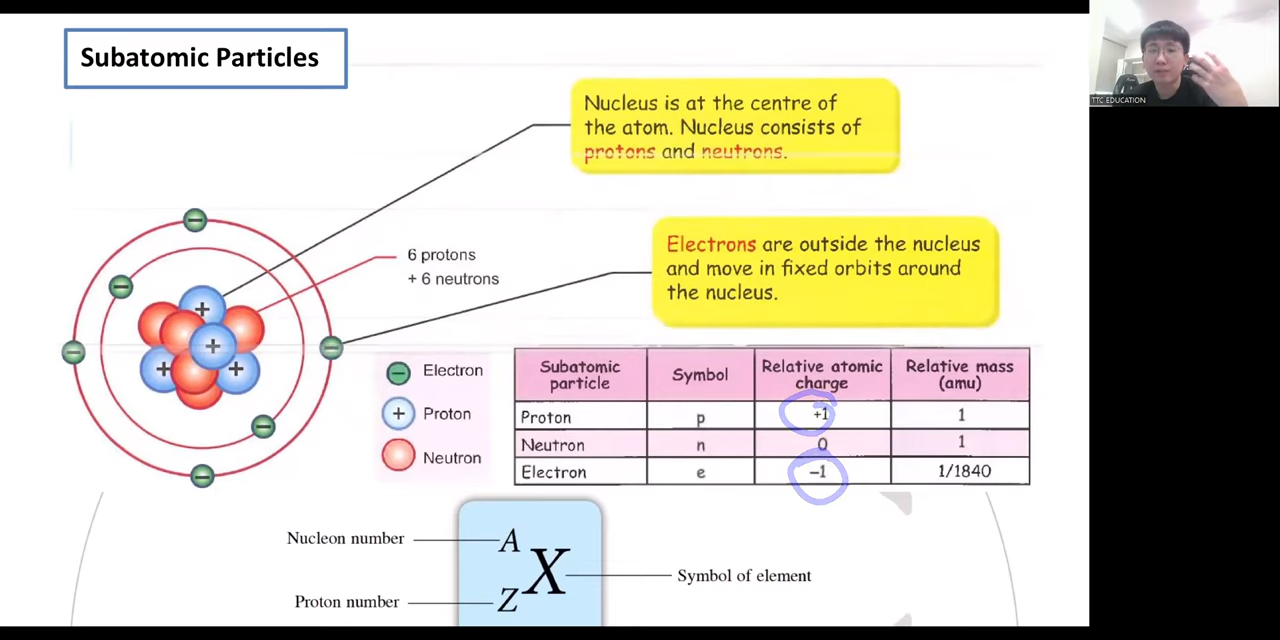 Subatomic Particles
Nucleus is at the centre of
the atom. Nucleus consists of
protons and neutrons.
TTC EDUCATION
Electrons are outside the nucleus
and move in fixed orbits around
the nucleus.
6 protons
+ 6 neutrons
Electron
Proton
Neutron
Subatomic particle Symbol Relative atomic charge Relative mass (amu)
Proton p +1 1
Neutron n 0 1
Electron e −1 1/1840
Nucleon number A
X Symbol of element
Proton number Z